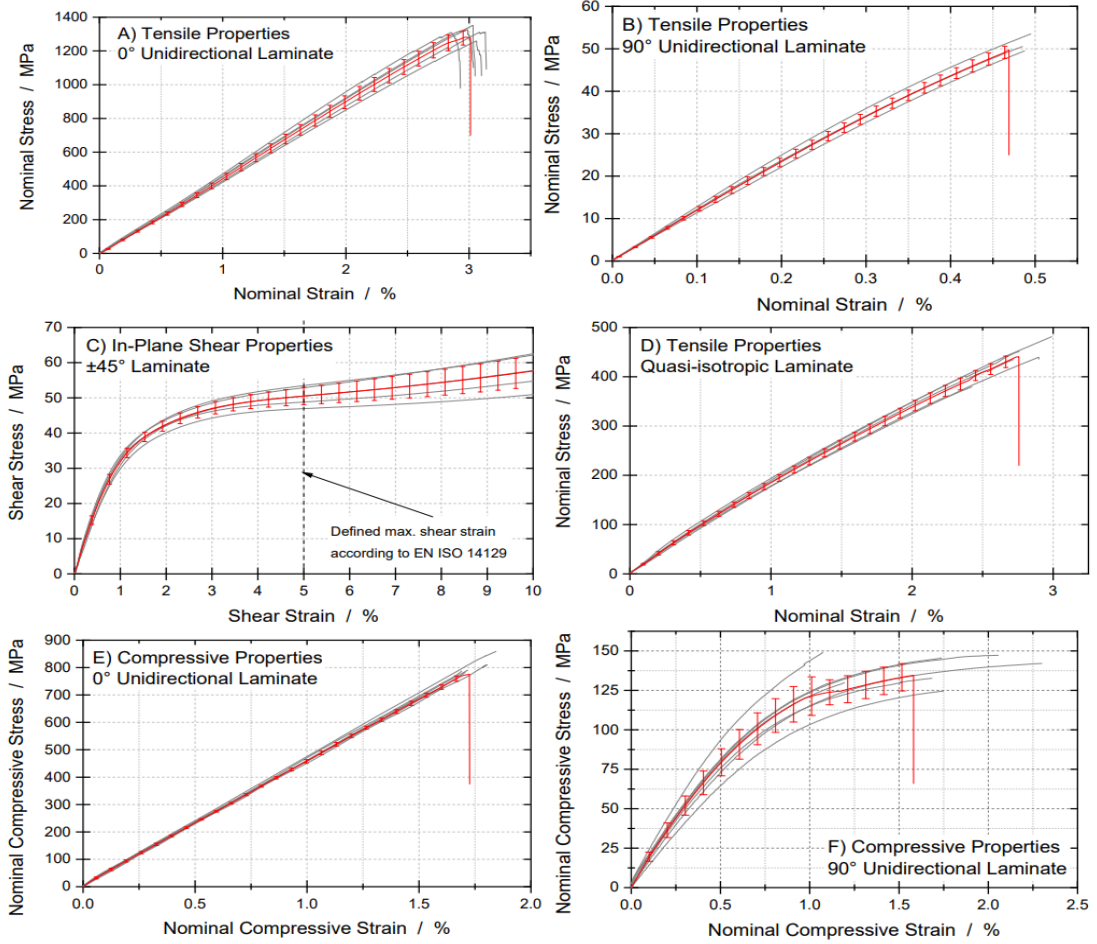 A) Tensile Properties
0° Unidirectional Laminate
Nominal Stress / MPa
1400
1200
1000
800
600
400
200
0
0 1 2 3
Nominal Strain / %
B) Tensile Properties
90° Unidirectional Laminate
Nominal Stress / MPa
60
50
40
30
20
10
0
0.0 0.1 0.2 0.3 0.4 0.5
Nominal Strain / %
C) In-Plane Shear Properties
±45° Laminate
Shear Stress / MPa
70
60
50
40
30
20
10
0
Defined max. shear strain
according to EN ISO 14129
0 1 2 3 4 5 6 7 8 9 10
Shear Strain / %
D) Tensile Properties
Quasi-isotropic Laminate
Nominal Stress / MPa
500
400
300
200
100
0
0 1 2 3
Nominal Strain / %
E) Compressive Properties
0° Unidirectional Laminate
Nominal Compressive Stress / MPa
900
800
700
600
500
400
300
200
100
0
0.0 0.5 1.0 1.5 2.0
Nominal Compressive Strain / %
Nominal Compressive Stress / MPa
150
125
100
75
50
25
0
F) Compressive Properties
90° Unidirectional Laminate
0.0 0.5 1.0 1.5 2.0 2.5
Nominal Compressive Strain / %